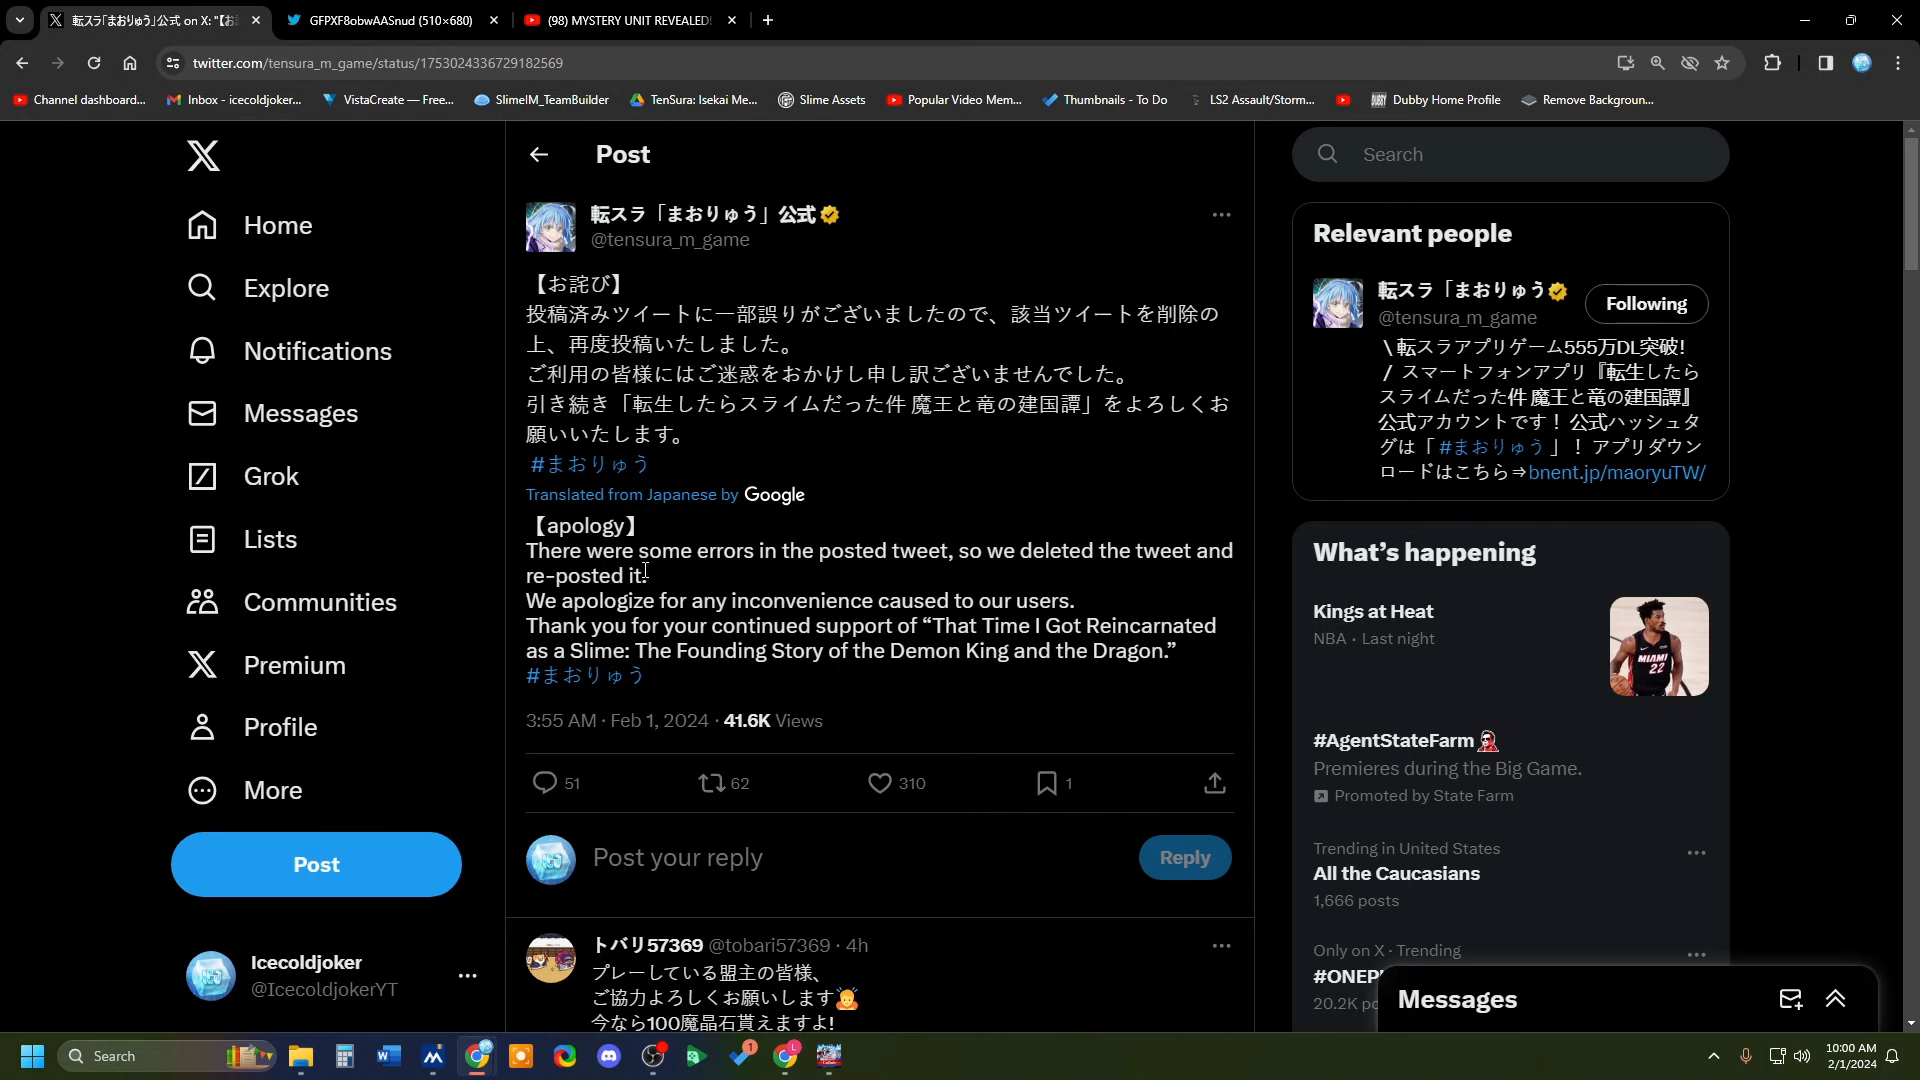 転スラ「まおりゅう」公式 on X: "【お
GFPXF8obwAASnud (510×680)
(98) MYSTERY UNIT REVEALED!
twitter.com/tensura_m_game/status/1753024336729182569
Channel dashboard...
Inbox - icecoldjoker...
VistaCreate — Free...
SlimeIM_TeamBuilder
TenSura: Isekai Me...
Slime Assets
Popular Video Mem...
Thumbnails - To Do
LS2 Assault/Storm...
Dubby Home Profile
Remove Backgroun...
Home
Explore
Notifications
Messages
Grok
Lists
Communities
Premium
Profile
More
Post
Icecoldjoker
@IcecoldjokerYT
Post
転スラ「まおりゅう」公式
@tensura_m_game
【お詫び】
投稿済みツイートに一部誤りがございましたので、該当ツイートを削除の
上、再度投稿いたしました。
ご利用の皆様にはご迷惑をおかけし申し訳ございませんでした。
引き続き「転生したらスライムだった件 魔王と竜の建国譚」をよろしくお
願いいたします。
#まおりゅう
Translated from Japanese by Google
【apology】
There were some errors in the posted tweet, so we deleted the tweet and
re-posted it.
We apologize for any inconvenience caused to our users.
Thank you for your continued support of “That Time I Got Reincarnated
as a Slime: The Founding Story of the Demon King and the Dragon.”
#まおりゅう
3:55 AM · Feb 1, 2024 · 41.6K Views
51
62
310
1
Post your reply
Reply
トバリ57369 @tobari57369 · 4h
プレーしている盟主の皆様、
ご協力よろしくお願いします
今なら100魔晶石貰えますよ!
Search
Relevant people
転スラ「まおりゅう
@tensura_m_game
Following
\ 転スラアプリゲーム555万DL突破!
/ スマートフォンアプリ『転生したら
スライムだった件 魔王と竜の建国譚』
公式アカウントです！ 公式ハッシュタ
グは「 #まおりゅう 」！ アプリダウン
ロードはこちら⇒bnent.jp/maoryuTW/
What’s happening
Kings at Heat
NBA · Last night
MIAMI
22
#AgentStateFarm
Premieres during the Big Game.
Promoted by State Farm
Trending in United States
All the Caucasians
1,666 posts
Only on X · Trending
#ONEP
20.2K po
Messages
Search
1
10:00 AM
2/1/2024